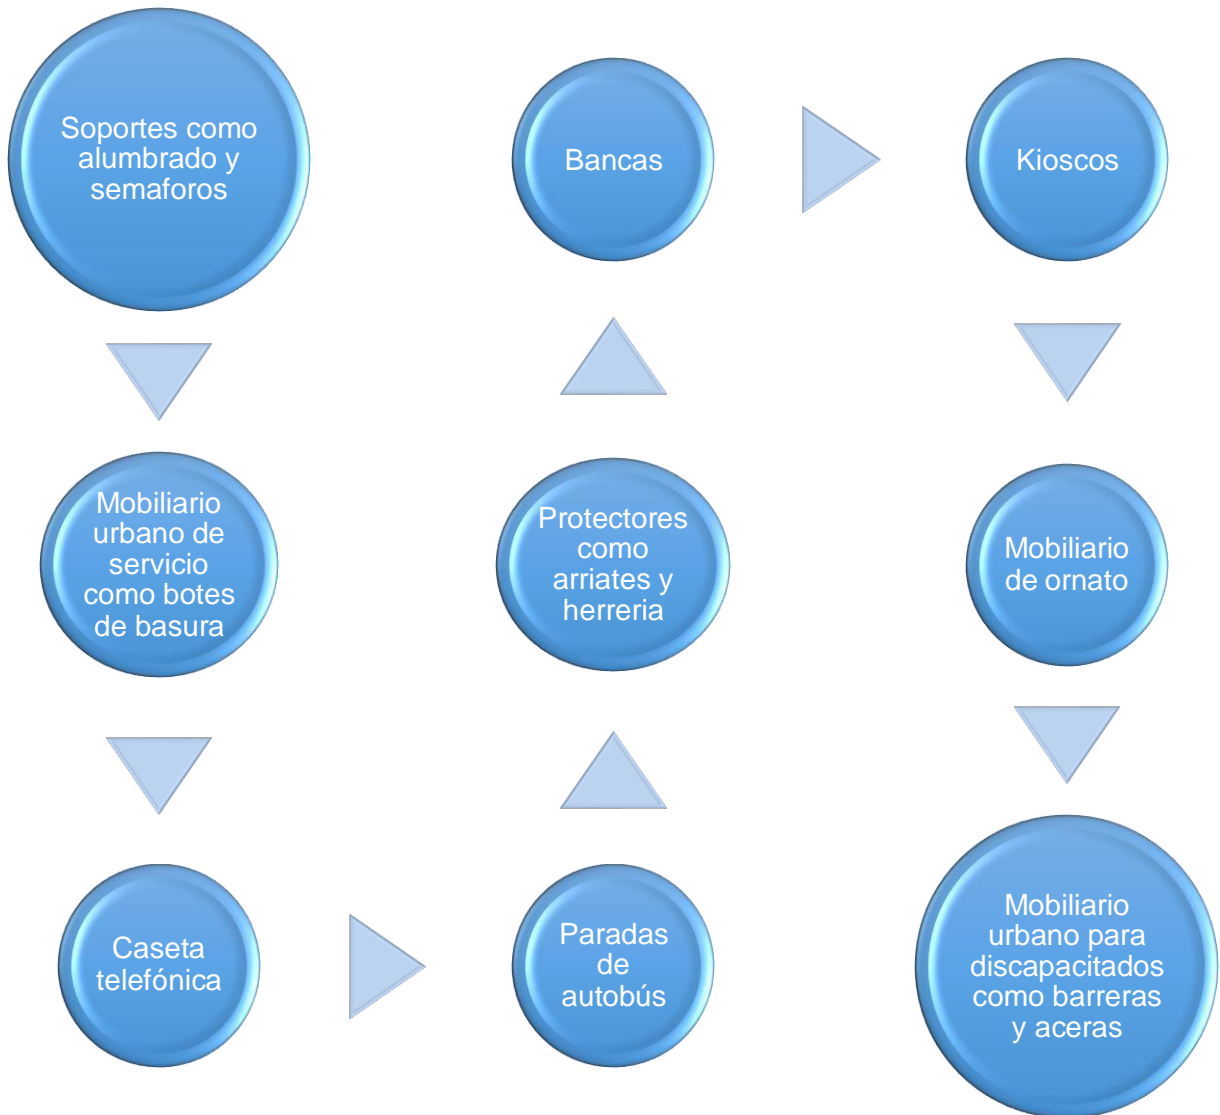 Soportes como
alumbrado y
semaforos
Mobiliario
urbano de
servicio
como botes
de basura
Caseta
telefónica
Paradas
de
autobús
Protectores
como
arriates y
herreria
Bancas
Kioscos
Mobiliario
de ornato
Mobiliario
urbano para
discapacitados
como barreras
y aceras